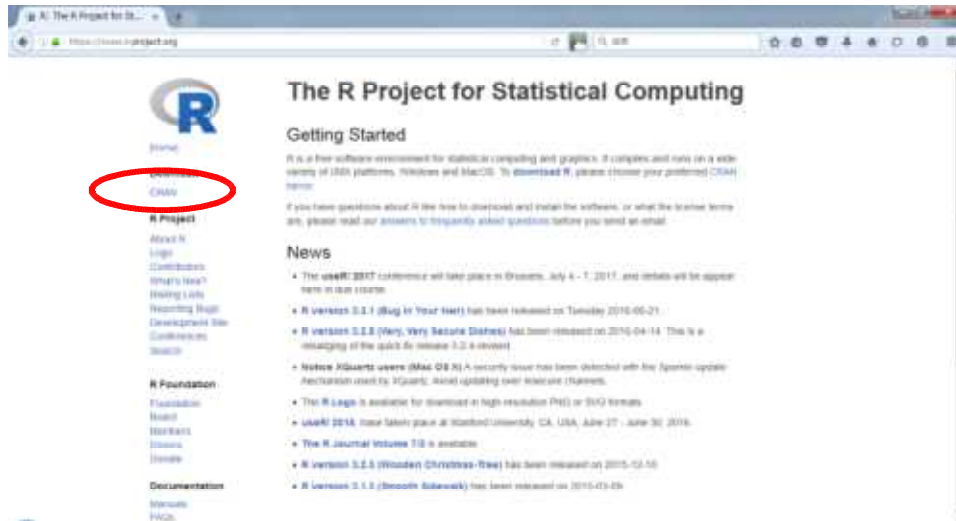 R: The R Project for St...
https://www.r-project.org
The R Project for Statistical Computing
R
Home
Download
CRAN
R Project
About R
Logo
Contributors
What's New?
Mailing Lists
Reporting Bugs
Development Site
Conferences
Search
R Foundation
Foundation
Board
Members
Donors
Donate
Documentation
Manuals
FAQs
Getting Started
R is a free software environment for statistical computing and graphics. It compiles and runs on a wide
variety of UNIX platforms, Windows and MacOS. To download R, please choose your preferred CRAN
mirror.
If you have questions about R like how to download and install the software, or what the license terms
are, please read our answers to frequently asked questions before you send an email.
News
The useR! 2017 conference will take place in Brussels, July 4 - 7, 2017, and details will be appear
here in due course.
R version 3.3.1 (Bug in Your Hair) has been released on Tuesday 2016-06-21.
R version 3.2.5 (Very, Very Secure Dishes) has been released on 2016-04-14. This is a
rebadging of the quick-fix release 3.2.4-revised.
Notice XQuartz users (Mac OS X) A security issue has been detected with the Sparkle update
mechanism used by XQuartz. Avoid updating over insecure channels.
The R Logo is available for download in high-resolution PNG or SVG formats.
useR! 2016, have taken place at Stanford University, CA, USA, June 27 - June 30, 2016.
The R Journal Volume 7/2 is available.
R version 3.2.3 (Wooden Christmas-Tree) has been released on 2015-12-10.
R version 3.1.3 (Smooth Sidewalk) has been released on 2015-03-09.